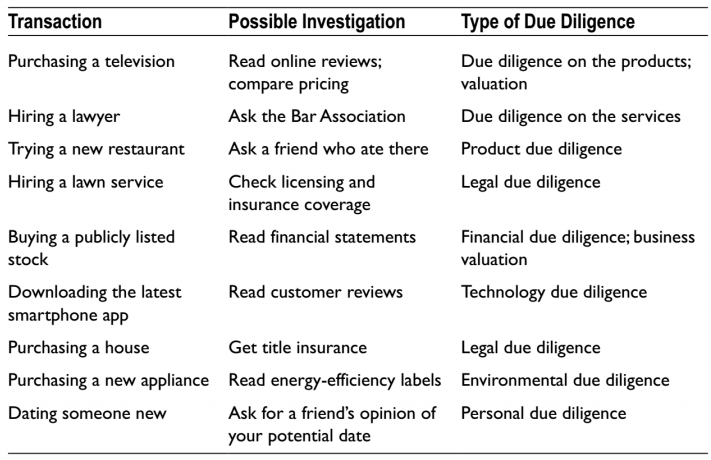 Transaction Possible Investigation Type of Due Diligence
Purchasing a television Read online reviews; Due diligence on the products;
compare pricing valuation
Hiring a lawyer Ask the Bar Association Due diligence on the services
Trying a new restaurant Ask a friend who ate there Product due diligence
Hiring a lawn service Check licensing and Legal due diligence
insurance coverage
Buying a publicly listed Read financial statements Financial due diligence; business
stock valuation
Downloading the latest Read customer reviews Technology due diligence
smartphone app
Purchasing a house Get title insurance Legal due diligence
Purchasing a new appliance Read energy-efficiency labels Environmental due diligence
Dating someone new Ask for a friend’s opinion of Personal due diligence
your potential date